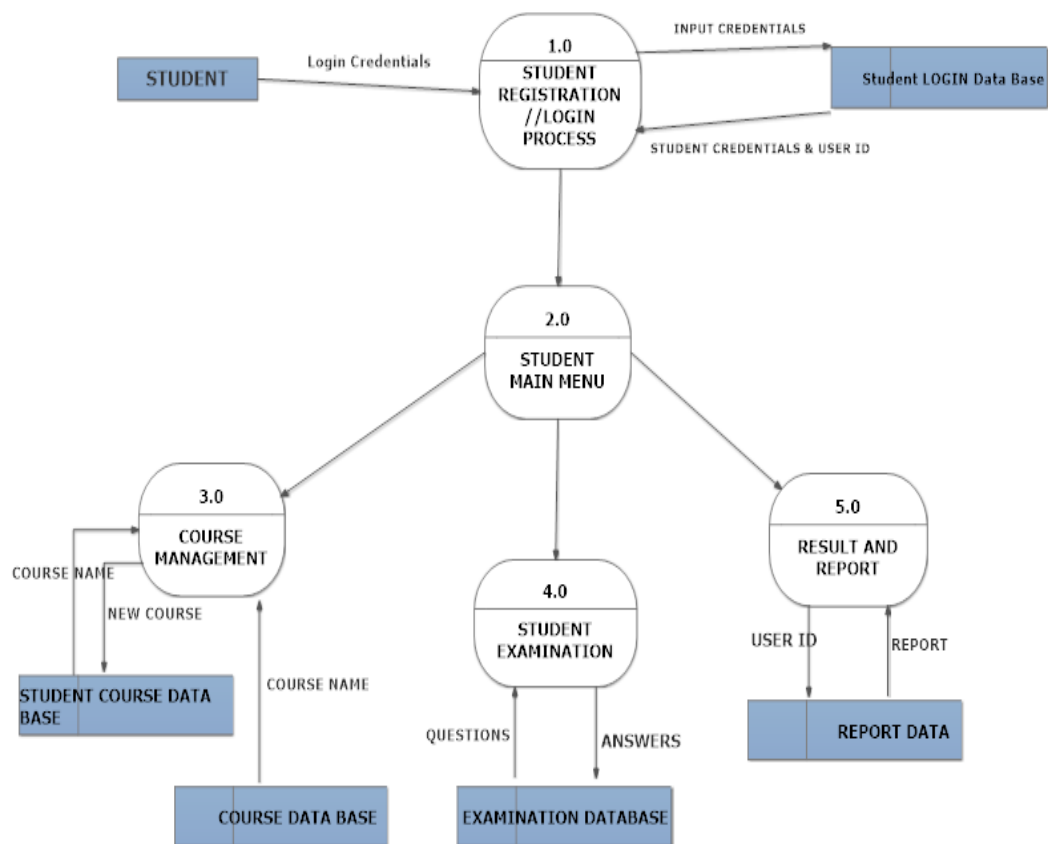 INPUT CREDENTIALS
1.0
Login Credentials
STUDENT
STUDENT
REGISTRATION
//LOGIN
PROCESS
Student LOGIN Data Base
STUDENT CREDENTIALS & USER ID
2.0
STUDENT
MAIN MENU
3.0
COURSE
MANAGEMENT
5.0
RESULT AND
REPORT
COURSE NAME
NEW COURSE
4.0
STUDENT
EXAMINATION
USER ID
REPORT
STUDENT COURSE DATA
BASE
COURSE NAME
QUESTIONS
ANSWERS
REPORT DATA
COURSE DATA BASE
EXAMINATION DATABASE